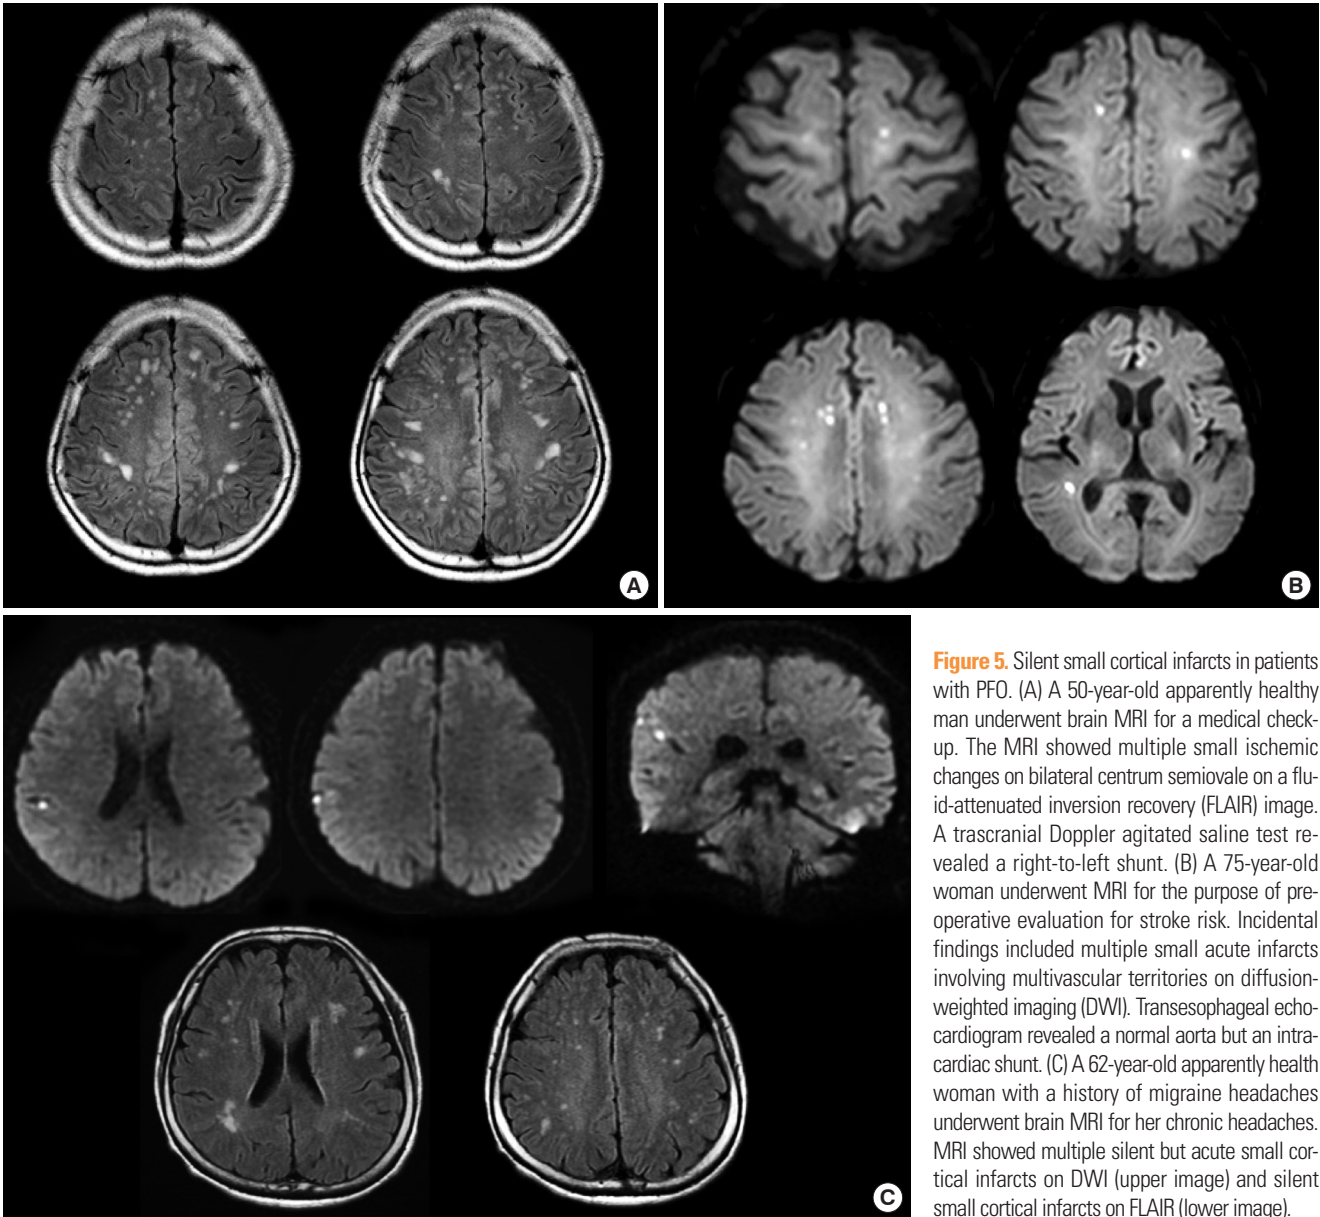 A
B
C
Figure 5. Silent small cortical infarcts in patients
with PFO. (A) A 50-year-old apparently healthy
man underwent brain MRI for a medical check-
up. The MRI showed multiple small ischemic
changes on bilateral centrum semiovale on a flu-
id-attenuated inversion recovery (FLAIR) image.
A trascranial Doppler agitated saline test re-
vealed a right-to-left shunt. (B) A 75-year-old
woman underwent MRI for the purpose of pre-
operative evaluation for stroke risk. Incidental
findings included multiple small acute infarcts
involving multivascular territories on diffusion-
weighted imaging (DWI). Transesophageal echo-
cardiogram revealed a normal aorta but an intra-
cardiac shunt. (C) A 62-year-old apparently health
woman with a history of migraine headaches
underwent brain MRI for her chronic headaches.
MRI showed multiple silent but acute small cor-
tical infarcts on DWI (upper image) and silent
small cortical infarcts on FLAIR (lower image).